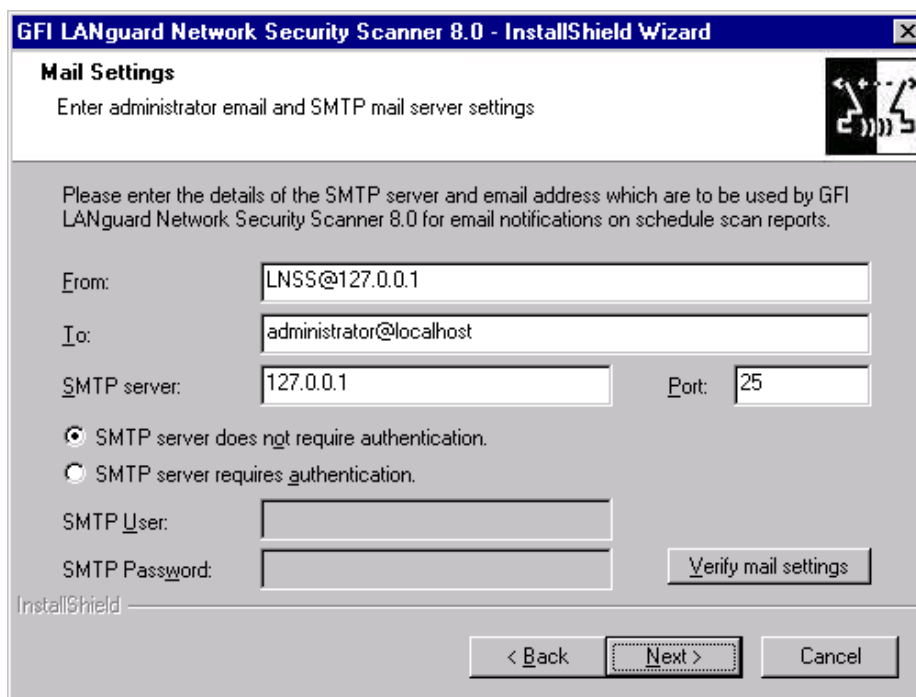 GFI LANguard Network Security Scanner 8.0 - InstallShield Wizard
Mail Settings
Enter administrator email and SMTP mail server settings
Please enter the details of the SMTP server and email address which are to be used by GFI
LANguard Network Security Scanner 8.0 for email notifications on schedule scan reports.
From: LNSS@127.0.0.1
To: administrator@localhost
SMTP server: 127.0.0.1 Port: 25
SMTP server does not require authentication.
SMTP server requires authentication.
SMTP User:
SMTP Password: Verify mail settings
InstallShield
< Back Next > Cancel